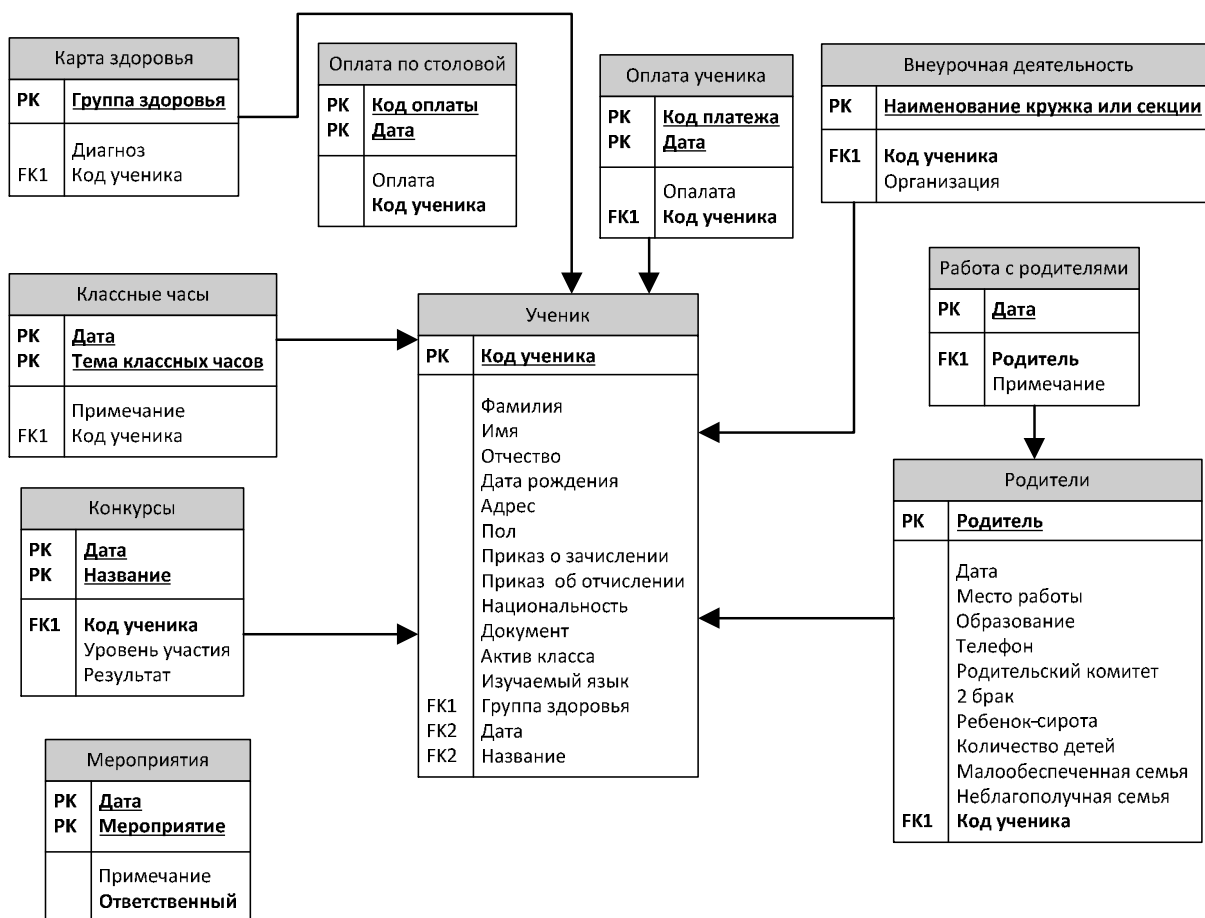 Карта здоровья
PK Группа здоровья
Диагноз
FK1 Код ученика
Оплата по столовой
PK Код оплаты
PK Дата
Оплата
Код ученика
Оплата ученика
PK Код платежа
PK Дата
Опалата
FK1 Код ученика
Внеурочная деятельность
PK Наименование кружка или секции
FK1 Код ученика
Организация
Классные часы
PK Дата
PK Тема классных часов
Примечание
FK1 Код ученика
Ученик
PK Код ученика
Фамилия
Имя
Отчество
Дата рождения
Адрес
Пол
Приказ о зачислении
Приказ об отчислении
Национальность
Документ
Актив класса
Изучаемый язык
FK1 Группа здоровья
FK2 Дата
FK2 Название
Работа с родителями
PK Дата
FK1 Родитель
Примечание
Конкурсы
PK Дата
PK Название
FK1 Код ученика
Уровень участия
Результат
Родители
PK Родитель
Дата
Место работы
Образование
Телефон
Родительский комитет
2 брак
Ребенок-сирота
Количество детей
Малообеспеченная семья
Неблагополучная семья
FK1 Код ученика
Мероприятия
PK Дата
PK Мероприятие
Примечание
Ответственный